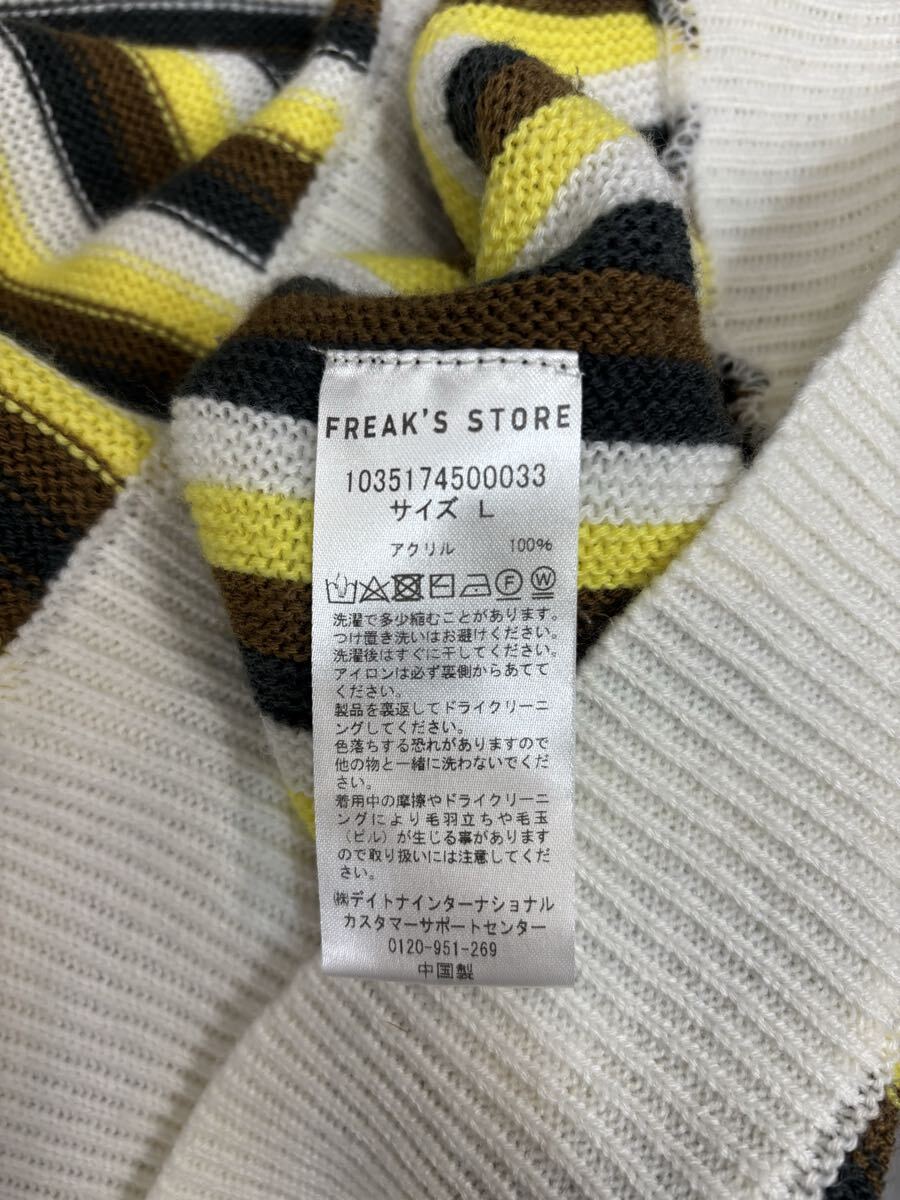 FREAK'S STORE
1035174500033
サイズ L
アクリル 100%
F W
洗濯で多少縮むことがあります。
つけ置き洗いはお避けください。
洗濯後はすぐに干してください。
アイロンは必ず裏側からあてて
ください。
製品を裏返してドライクリーニ
ングしてください。
色落ちする恐れがありますので
他の物と一緒に洗わないでくだ
さい。
着用中の摩擦やドライクリーニ
ングにより毛羽立ちや毛玉
（ピル）が生じる事があります
ので取り扱いには注意してくだ
さい。
㈱デイトナインターナショナル
カスタマーサポートセンター
0120-951-269
中国製